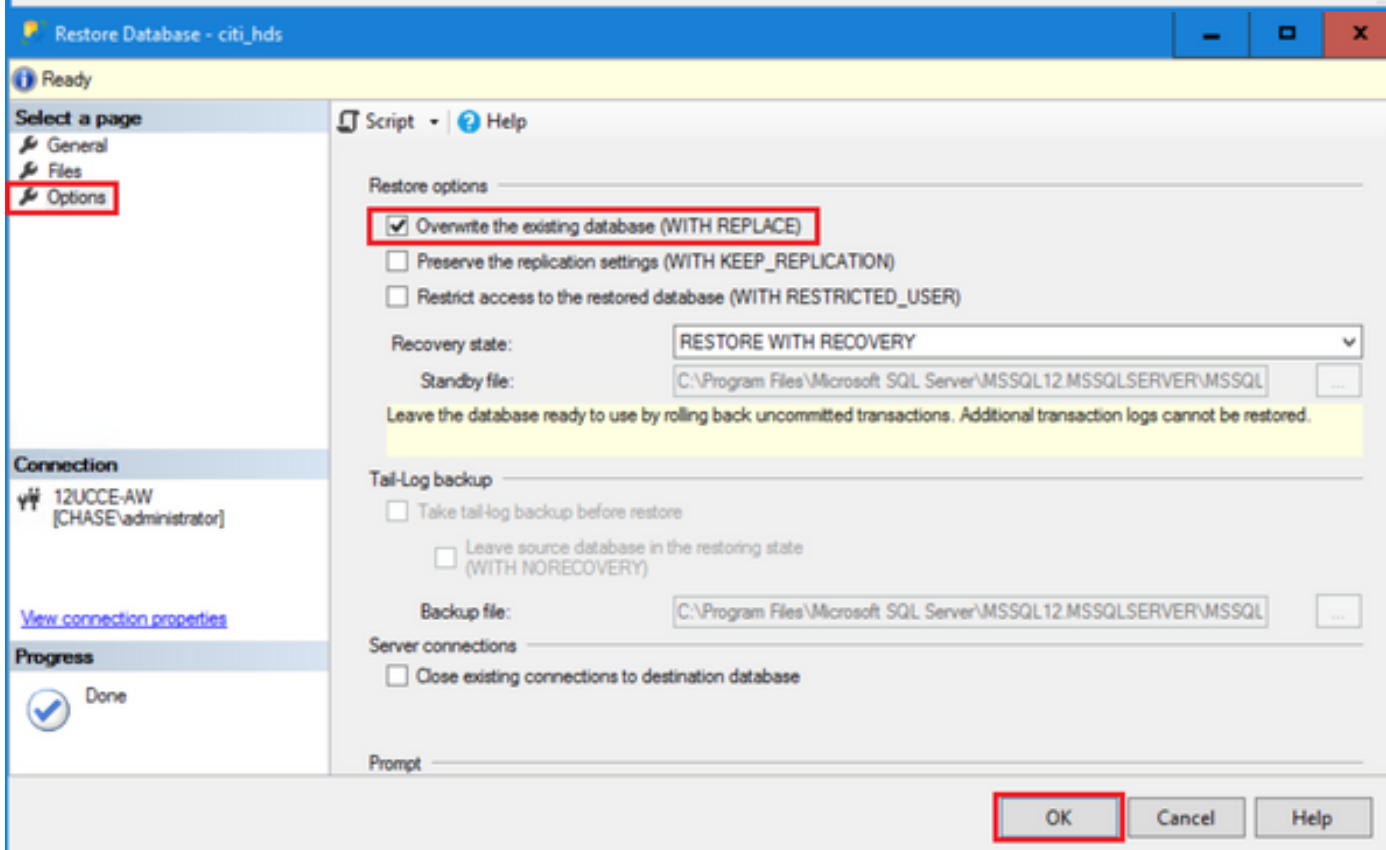 Restore Database - citi_hds
Ready
Select a page
General
Files
Options
Script
Help
Restore options
Overwrite the existing database (WITH REPLACE)
Preserve the replication settings (WITH KEEP_REPLICATION)
Restrict access to the restored database (WITH RESTRICTED_USER)
Recovery state:
RESTORE WITH RECOVERY
Standby file:
C:\Program Files\Microsoft SQL Server\MSSQL12.MSSQLSERVER\MSSQL
...
Leave the database ready to use by rolling back uncommitted transactions. Additional transaction logs cannot be restored.
Connection
12UCCE-AW
[CHASE\administrator]
View connection properties
Progress
Done
Tail-Log backup
Take tail-log backup before restore
Leave source database in the restoring state
(WITH NORECOVERY)
Backup file:
C:\Program Files\Microsoft SQL Server\MSSQL12.MSSQLSERVER\MSSQL
...
Server connections
Close existing connections to destination database
Prompt
OK
Cancel
Help